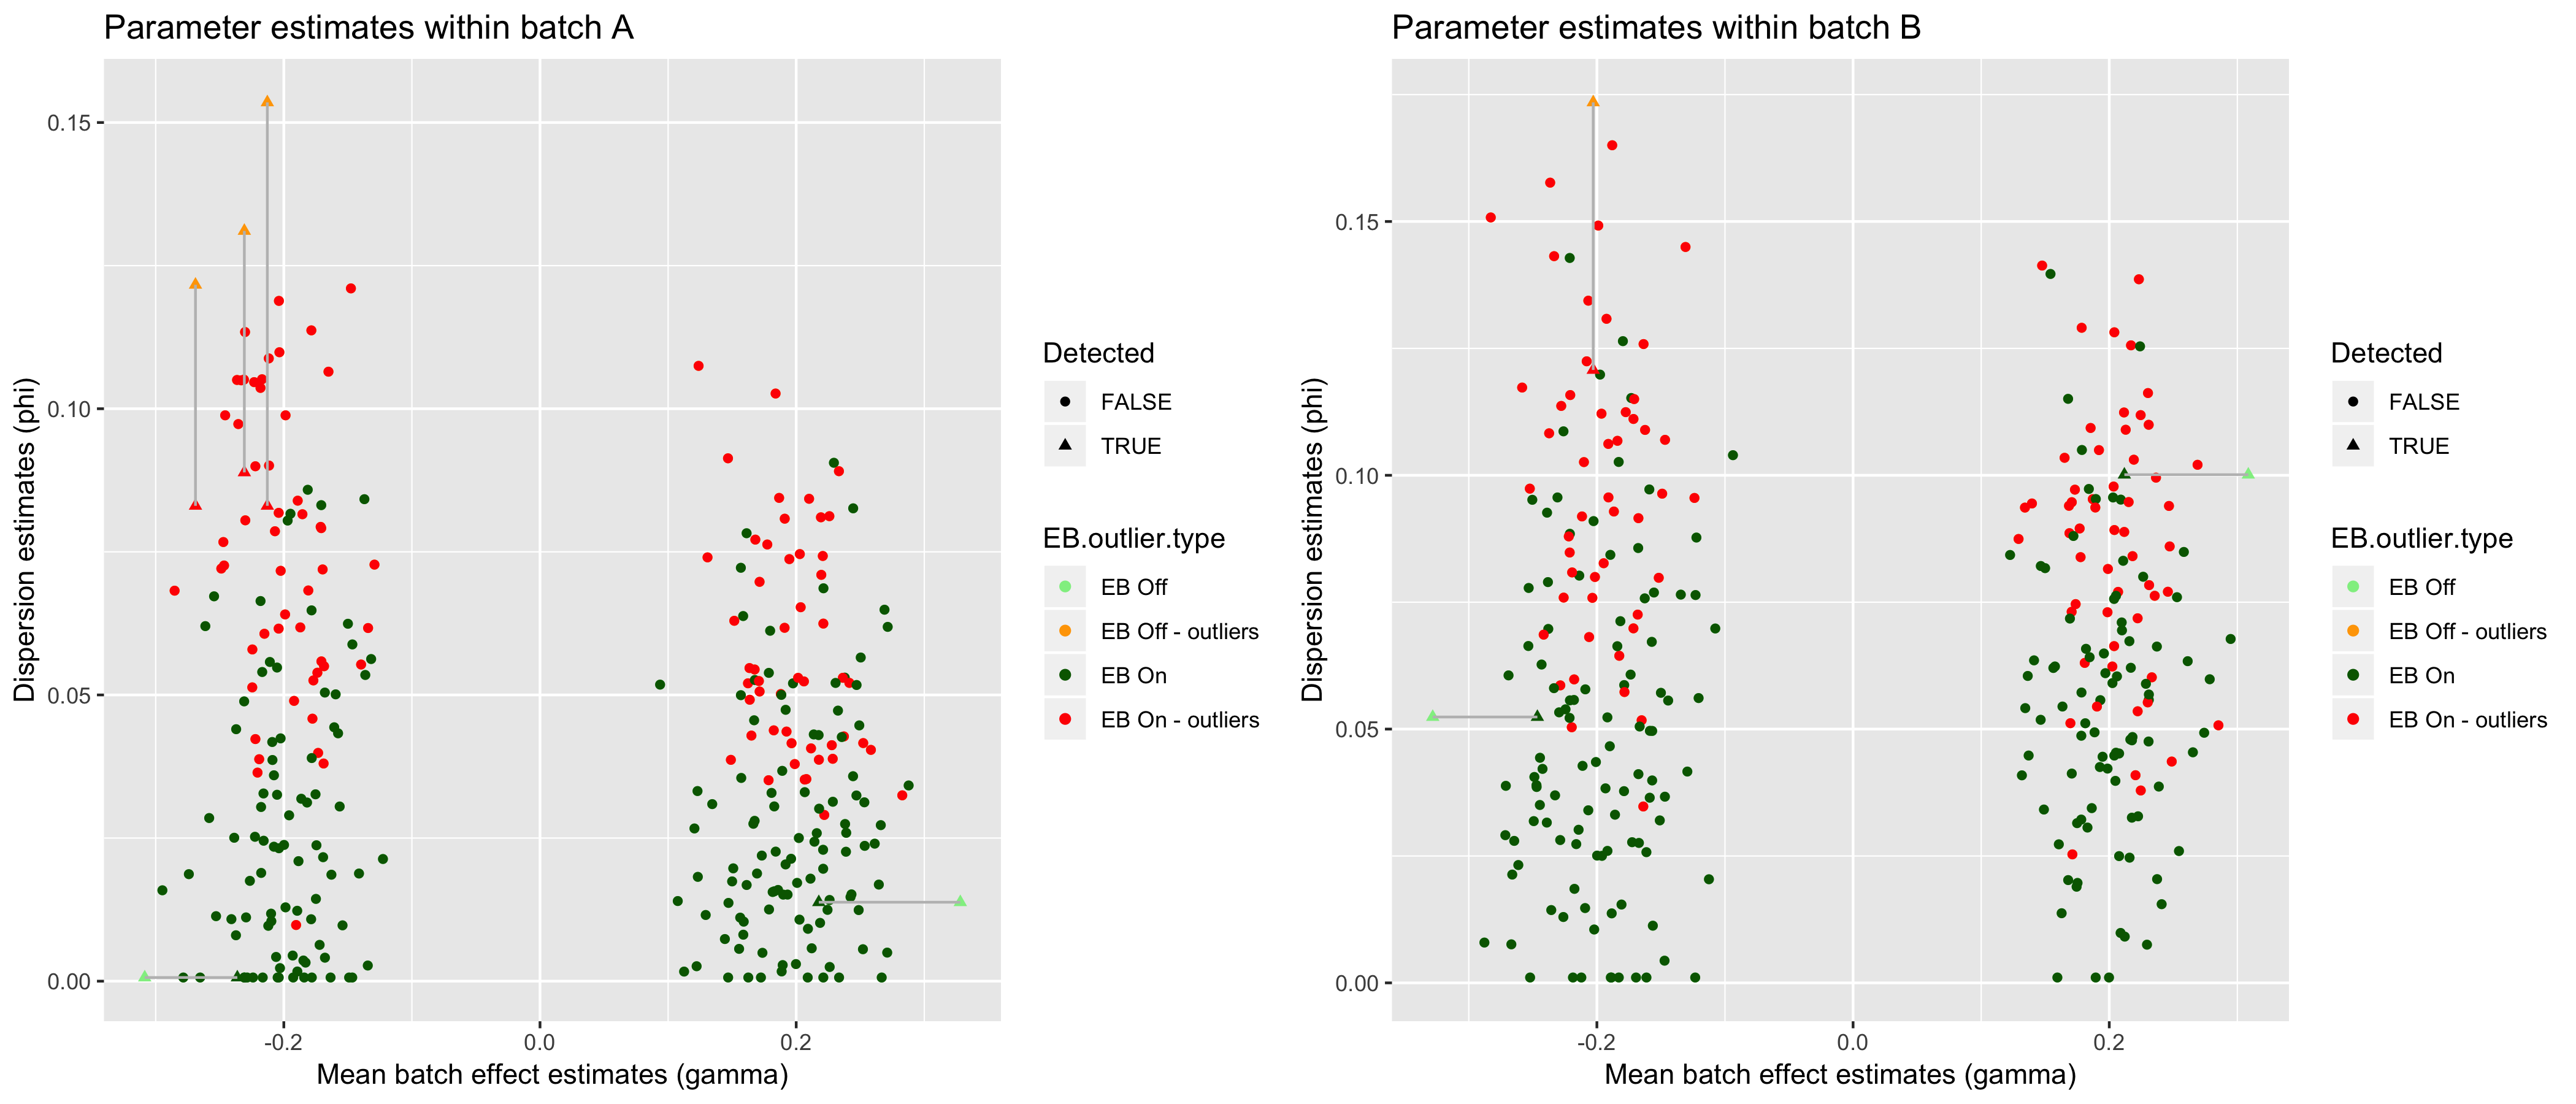 Parameter estimates within batch A
Dispersion estimates (phi)
0.15
0.10
0.05
0.00
-0.2
0.0
0.2
Mean batch effect estimates (gamma)
Detected
FALSE
TRUE
EB.outlier.type
EB Off
EB Off - outliers
EB On
EB On - outliers
Parameter estimates within batch B
Dispersion estimates (phi)
0.15
0.10
0.05
0.00
-0.2
0.0
0.2
Mean batch effect estimates (gamma)
Detected
FALSE
TRUE
EB.outlier.type
EB Off
EB Off - outliers
EB On
EB On - outliers